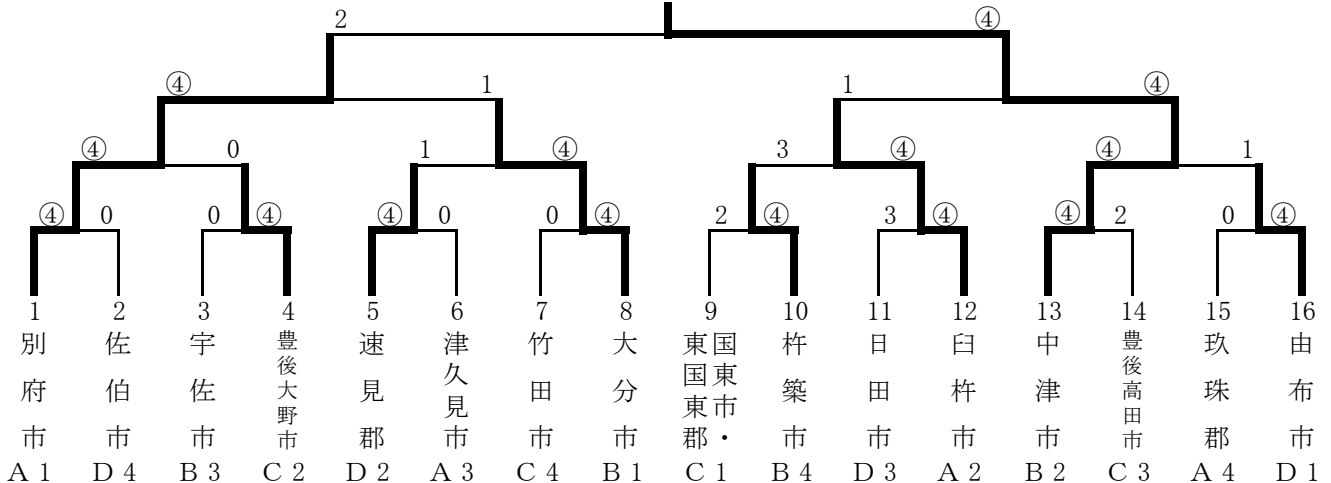 2 ④
④ 1 1 ④
④ 0 1 ④ 3 ④ ④ 1
④ 0 0 ④ ④ 0 0 ④ 2 ④ 3 ④ ④ 2 0 ④
1 2 3 4 5 6 7 8 9 10 11 12 13 14 15 16
別府市
佐伯市
宇佐市
豊後大野市
速見郡
津久見市
竹田市
大分市
国東市・
東国東郡
杵築市
日田市
臼杵市
中津市
豊後高田市
玖珠郡
由布市
A1 D4 B3 C2 D2 A3 C4 B1 C1 B4 D3 A2 B2 C3 A4 D1